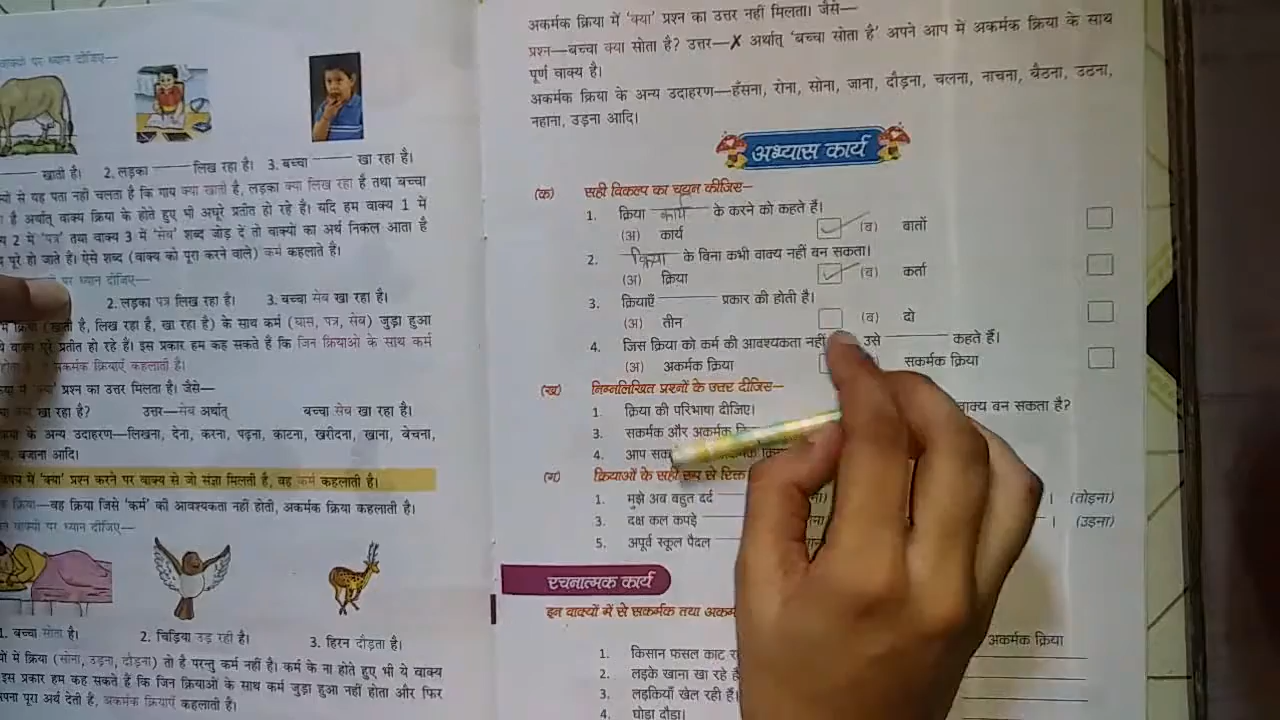 वाक्यों पर ध्यान दीजिए—
खाती है। 2. लड़का लिख रहा है। 3. बच्चा खा रहा है।
से यह पता नहीं चलता है कि गाय क्या खाती है, लड़का क्या लिख रहा है तथा बच्चा
है अर्थात् वाक्य क्रिया के होते हुए भी अधूरे प्रतीत हो रहे हैं। यदि हम वाक्य 1 में
2 में 'पत्र' तथा वाक्य 3 में 'सेब' शब्द जोड़ दें तो वाक्यों का अर्थ निकल आता है
पूरे हो जाते हैं। ऐसे शब्द (वाक्य को पूरा करने वाले) कर्म कहलाते हैं।
पर ध्यान दीजिए—
2. लड़का पत्र लिख रहा है। 3. बच्चा सेब खा रहा है।
में क्रिया (खाती है, लिख रहा है, खा रहा है) के साथ कर्म (घास, पत्र, सेब) जुड़ा हुआ
ये वाक्य पूरे प्रतीत हो रहे हैं। इस प्रकार हम कह सकते हैं कि जिन क्रियाओं के साथ कर्म
सकर्मक क्रियाएँ कहलाती हैं।
में 'क्या' प्रश्न का उत्तर मिलता है। जैसे—
खा रहा है? उत्तर—सेब अर्थात् बच्चा सेब खा रहा है।
के अन्य उदाहरण—लिखना, देना, करना, पढ़ना, काटना, खरीदना, खाना, बेचना,
बजाना आदि।
में 'क्या' प्रश्न करने पर वाक्य से जो संज्ञा मिलती है, वह कर्म कहलाती है।
क्रिया—वह क्रिया जिसे 'कर्म' की आवश्यकता नहीं होती, अकर्मक क्रिया कहलाती है।
वाक्यों पर ध्यान दीजिए—
1. बच्चा सोता है। 2. चिड़िया उड़ रही है। 3. हिरन दौड़ता है।
में क्रिया (सोना, उड़ना, दौड़ना) तो है परन्तु कर्म नहीं है। कर्म के ना होते हुए भी ये वाक्य
इस प्रकार हम कह सकते हैं कि जिन क्रियाओं के साथ कर्म जुड़ा हुआ नहीं होता और फिर
अपना पूरा अर्थ देती हैं, अकर्मक क्रियाएँ कहलाती हैं।
अकर्मक क्रिया में 'क्या' प्रश्न का उत्तर नहीं मिलता। जैसे—
प्रश्न—बच्चा क्या सोता है? उत्तर—✗ अर्थात् 'बच्चा सोता है' अपने आप में अकर्मक क्रिया के साथ
पूर्ण वाक्य है।
अकर्मक क्रिया के अन्य उदाहरण—हँसना, रोना, सोना, जाना, दौड़ना, चलना, नाचना, बैठना, उठना,
नहाना, उड़ना आदि।
अभ्यास कार्य
(क) सही विकल्प का चयन कीजिए—
1. क्रिया कार्य के करने को कहते हैं।
(अ) कार्य ✓ (ब) बातों
2. क्रिया के बिना कभी वाक्य नहीं बन सकता।
(अ) क्रिया ✓ (ब) कर्ता
3. क्रियाएँ ______ प्रकार की होती है।
(अ) तीन (ब) दो
4. जिस क्रिया को कर्म की आवश्यकता नहीं उसे ______ कहते हैं।
(अ) अकर्मक क्रिया सकर्मक क्रिया
(ख) निम्नलिखित प्रश्नों के उत्तर दीजिए—
1. क्रिया की परिभाषा दीजिए। वाक्य बन सकता है?
3. सकर्मक और अकर्मक
4. आप
(ग) क्रियाओं के सही रूप से रिक्त
1. मुझे अब बहुत दर्द ______ । (तोड़ना)
3. दक्ष कल कपड़े ______ । (उड़ना)
5. अपूर्व स्कूल पैदल ______
रचनात्मक कार्य
इन वाक्यों में से सकर्मक तथा
अकर्मक क्रिया
1. किसान फसल काट
2. लड़के खाना खा रहे
3. लड़कियाँ खेल रही हैं।
4. घोड़ा दौड़ा।